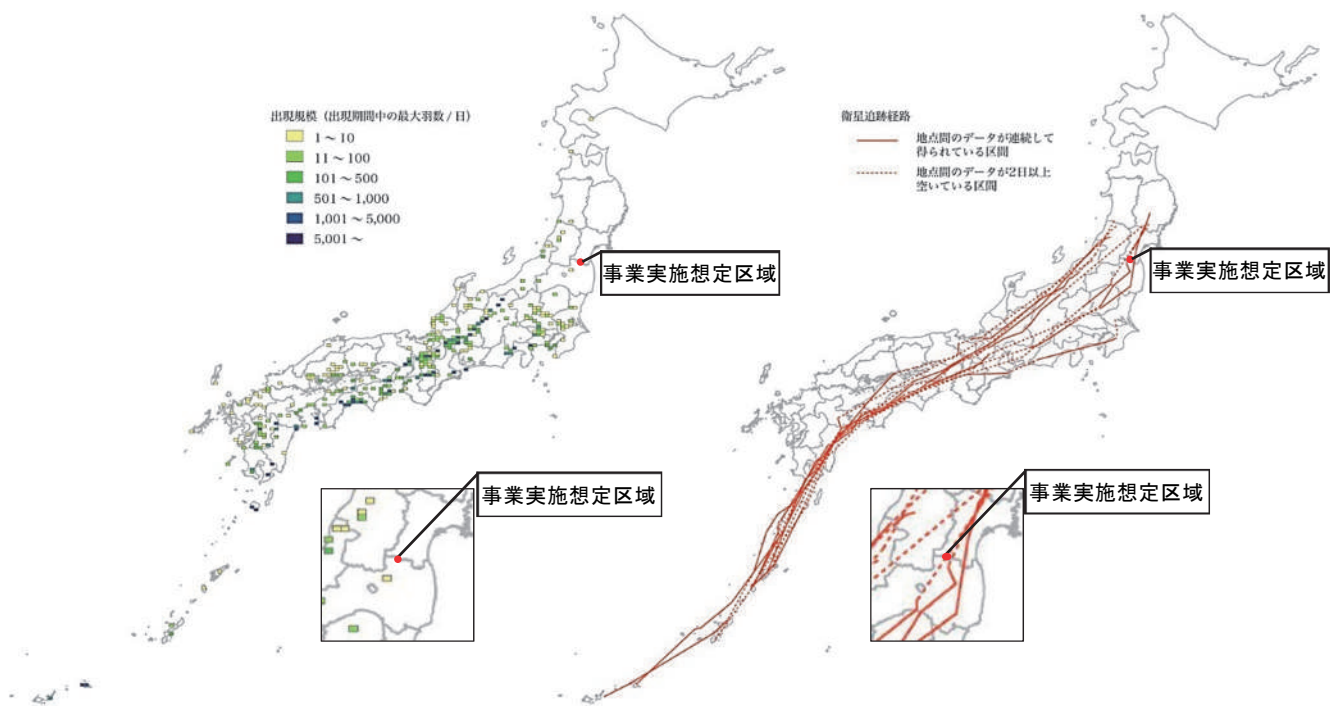 出現規模（出現期間中の最大羽数 / 日）
1～10
11～100
101～500
501～1,000
1,001～5,000
5,001～
事業実施想定区域
事業実施想定区域
衛星追跡経路
地点間のデータが連続して
得られている区間
地点間のデータが2日以上
空いている区間
事業実施想定区域
事業実施想定区域